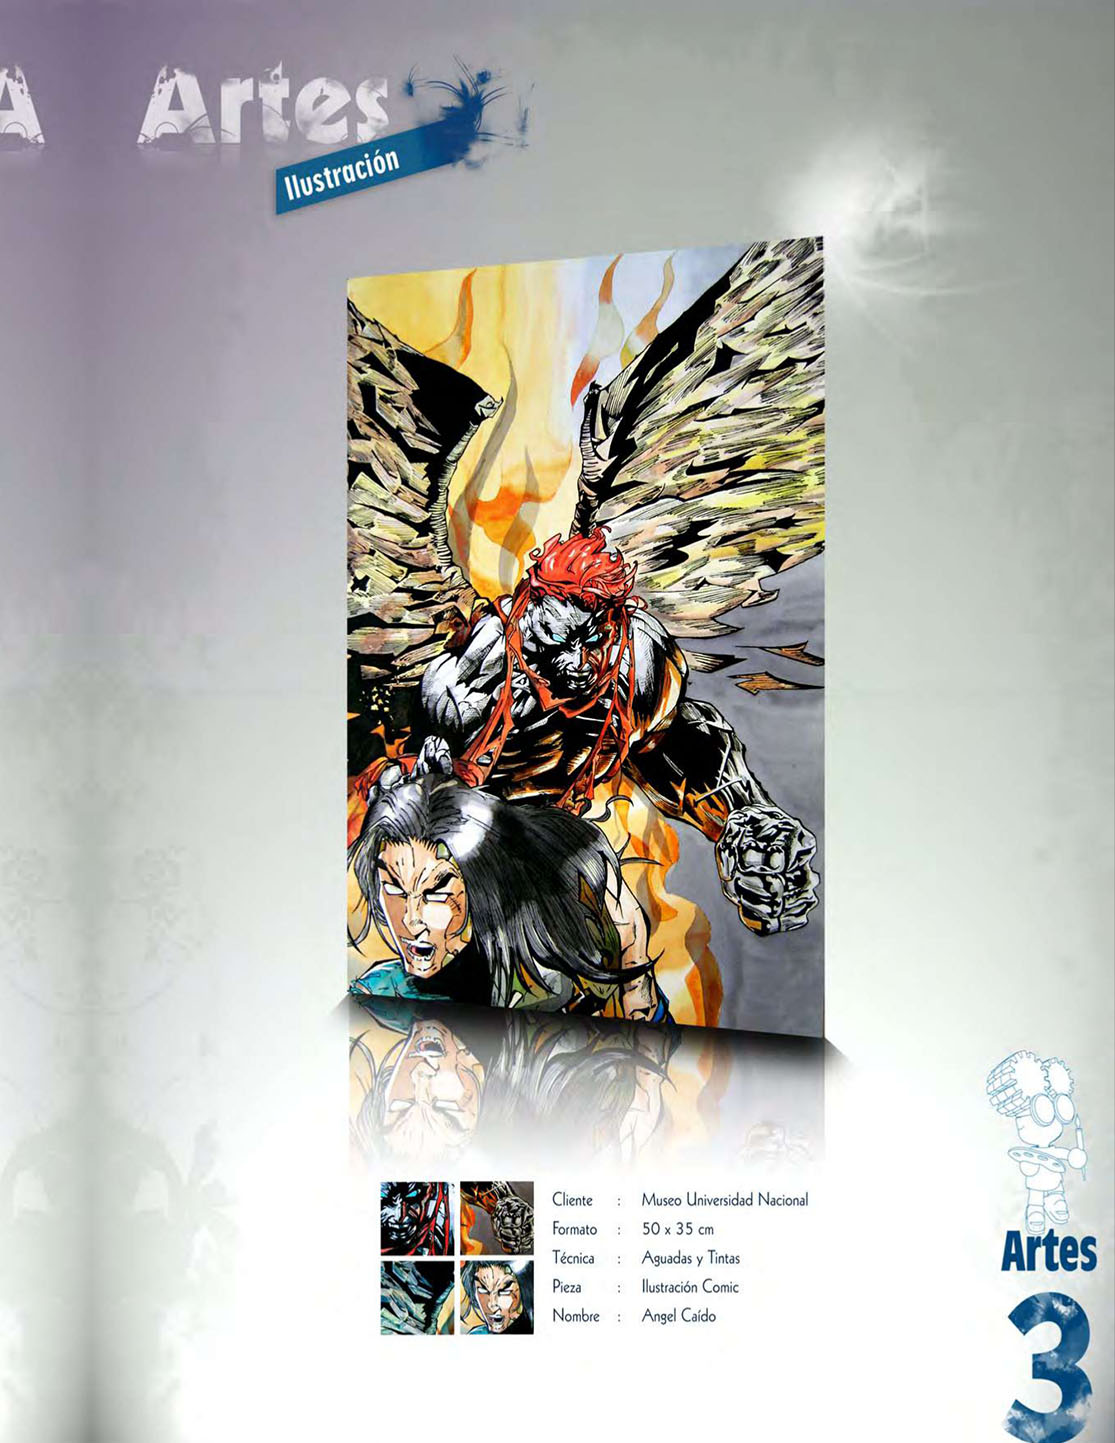 A Artes
Ilustración
Cliente : Museo Universidad Nacional
Formato : 50 x 35 cm
Técnica : Aguadas y Tintas
Pieza : Ilustración Comic
Nombre : Angel Caído
Artes
3